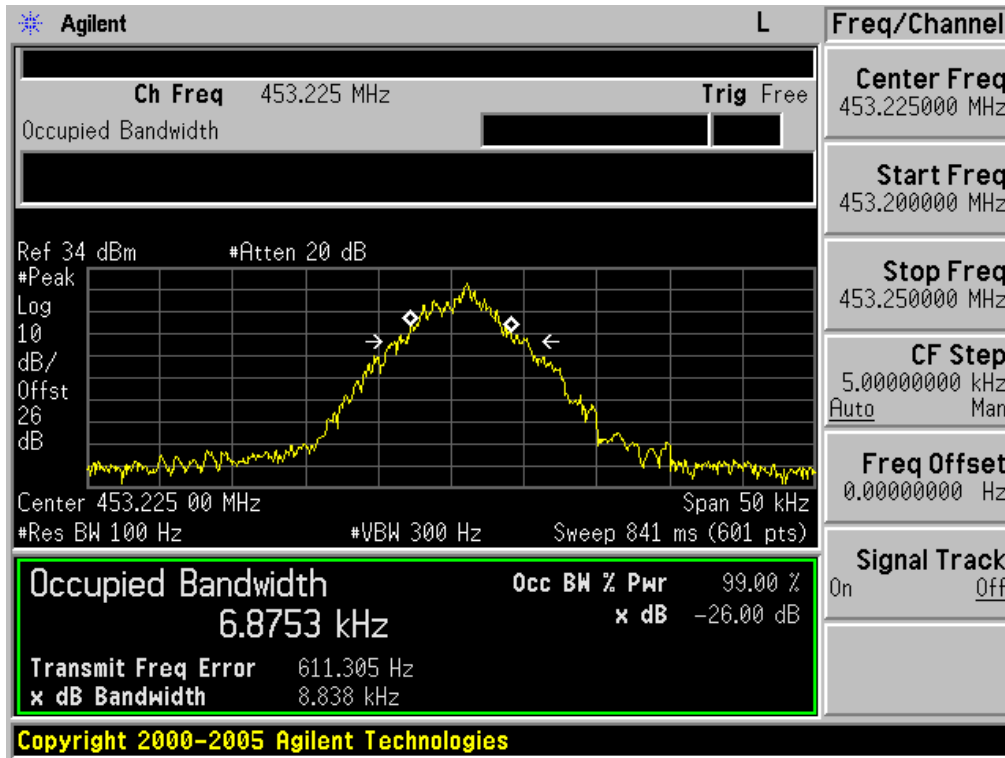 Agilent L Freq/Channel
Ch Freq 453.225 MHz Trig Free
Occupied Bandwidth
Center Freq
453.225000 MHz
Start Freq
453.200000 MHz
Stop Freq
453.250000 MHz
CF Step
5.00000000 kHz
Auto Man
Freq Offset
0.00000000 Hz
Signal Track
On Off
Ref 34 dBm #Atten 20 dB
#Peak
Log
10
dB/
Offst
26
dB
Center 453.225 00 MHz Span 50 kHz
#Res BW 100 Hz #VBW 300 Hz Sweep 841 ms (601 pts)
Occupied Bandwidth Occ BW % Pwr 99.00 %
6.8753 kHz x dB -26.00 dB
Transmit Freq Error 611.305 Hz
x dB Bandwidth 8.838 kHz
Copyright 2000-2005 Agilent Technologies